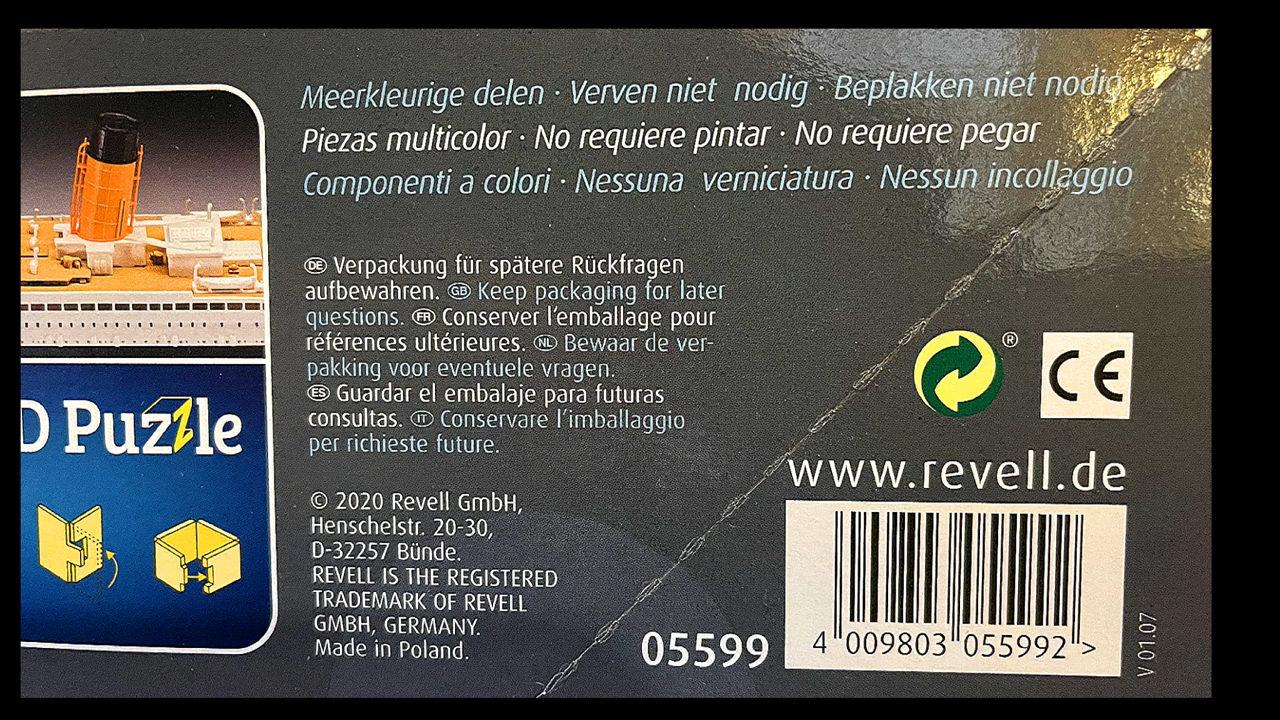 Meerkleurige delen · Verven niet nodig · Beplakken niet nodig
Piezas multicolor · No requiere pintar · No requiere pegar
Componenti a colori · Nessuna verniciatura · Nessun incollaggio
DE Verpackung für spätere Rückfragen
aufbewahren. GB Keep packaging for later
questions. FR Conserver l'emballage pour
références ultérieures. NL Bewaar de ver-
pakking voor eventuele vragen.
ES Guardar el embalaje para futuras
consultas. IT Conservare l'imballaggio
per richieste future.
D Puzzle
© 2020 Revell GmbH,
Henschelstr. 20-30,
D-32257 Bünde.
REVELL IS THE REGISTERED
TRADEMARK OF REVELL
GMBH, GERMANY.
Made in Poland.
®
CE
www.revell.de
05599
4 009803 055992 >
V 01.07